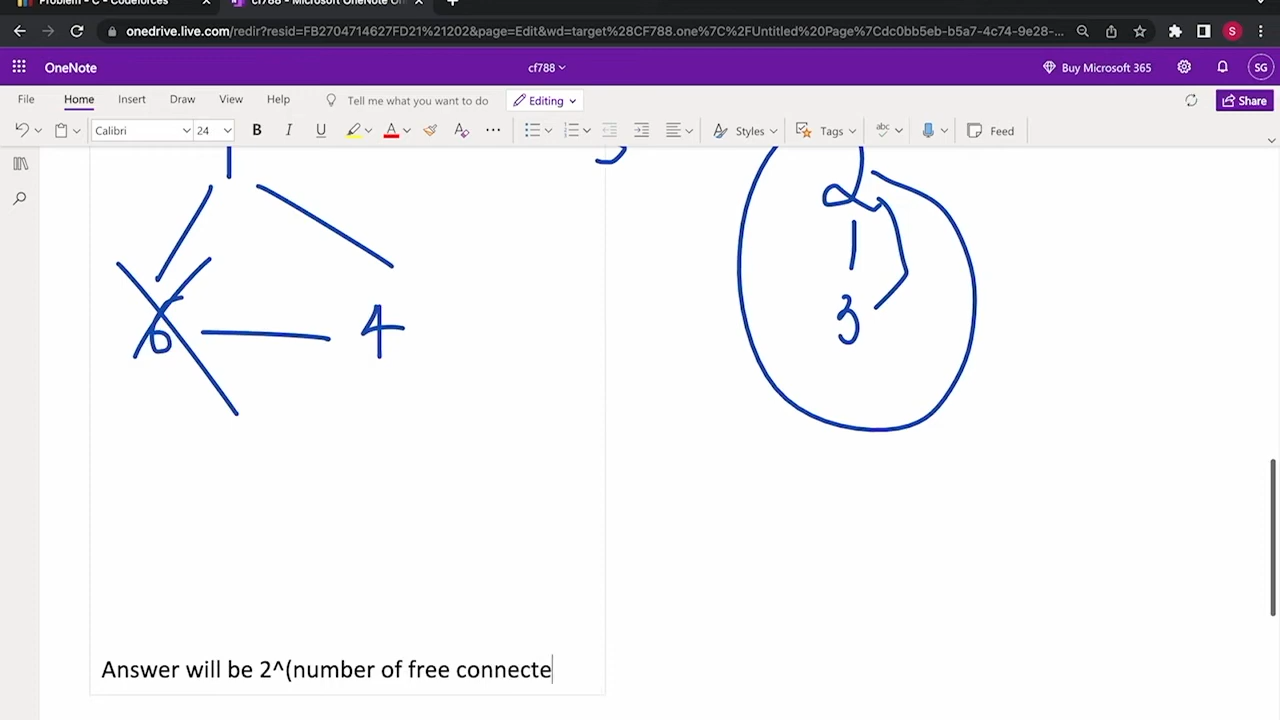 Problem - C - Codeforces
cf788 - Microsoft OneNote On
onedrive.live.com/redir?resid=FB2704714627FD21%21202&page=Edit&wd=target%28CF788.one%7C%2FUntitled%20Page%7Cdc0bb5eb-b5a7-4c74-9e28-...
S
OneNote
cf788
Buy Microsoft 365
SG
File Home Insert Draw View Help Tell me what you want to do Editing
Share
Calibri 24 B I U A Styles Tags Feed
1
2
6 4
3
Answer will be 2^(number of free connecte